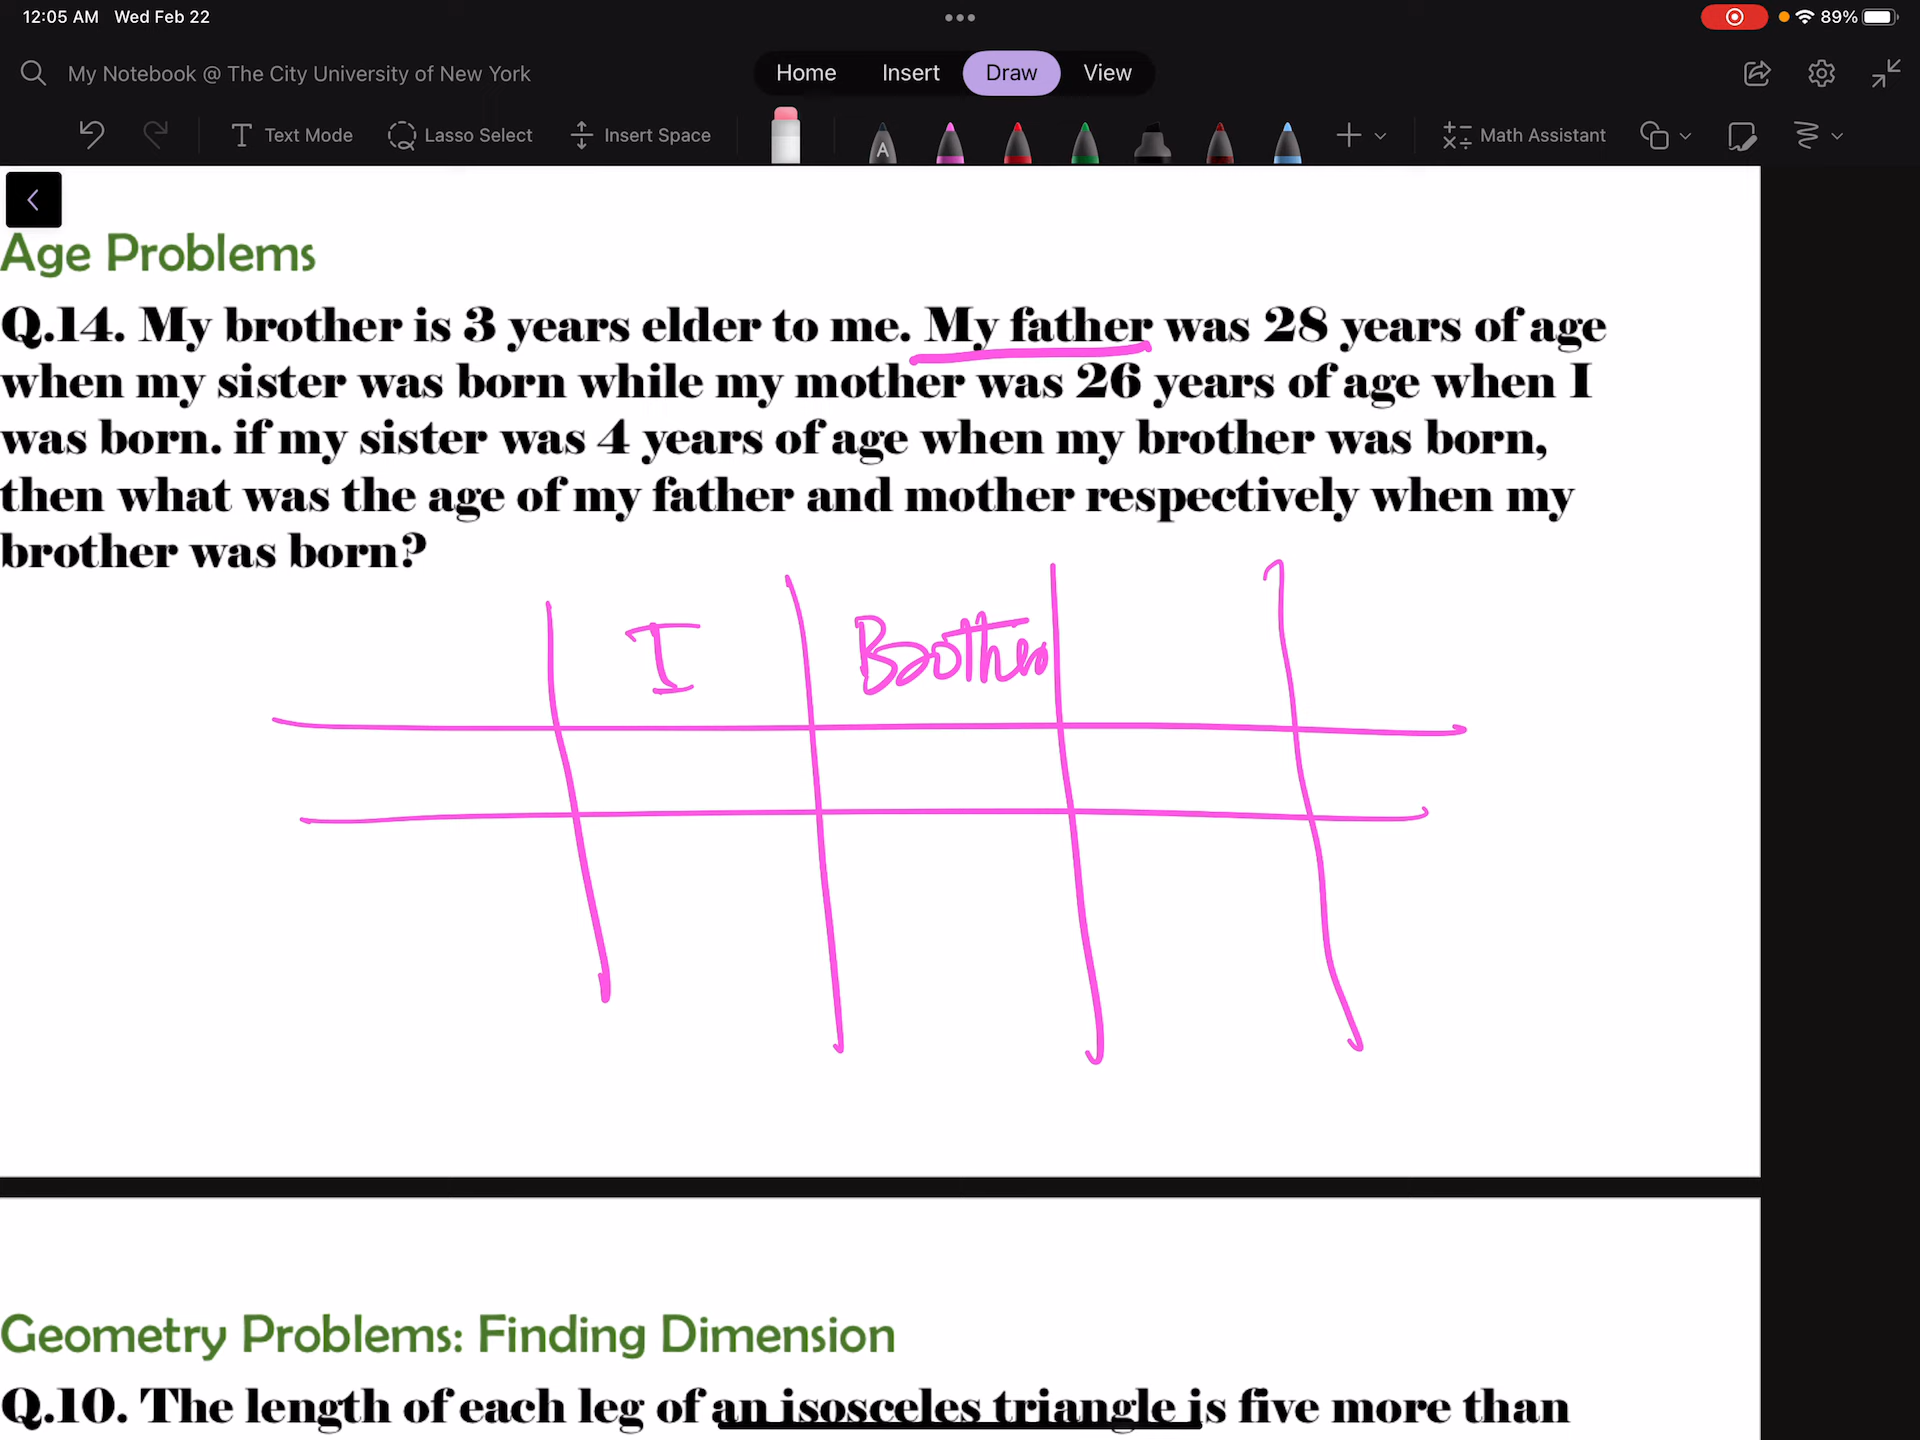 12:05 AM Wed Feb 22
89%
My Notebook @ The City University of New York
Home Insert Draw View
Text Mode Lasso Select Insert Space A Math Assistant
Age Problems
Q.14. My brother is 3 years elder to me. My father was 28 years of age
when my sister was born while my mother was 26 years of age when I
was born. if my sister was 4 years of age when my brother was born,
then what was the age of my father and mother respectively when my
brother was born?
I Brother
Geometry Problems: Finding Dimension
Q.10. The length of each leg of an isosceles triangle is five more than